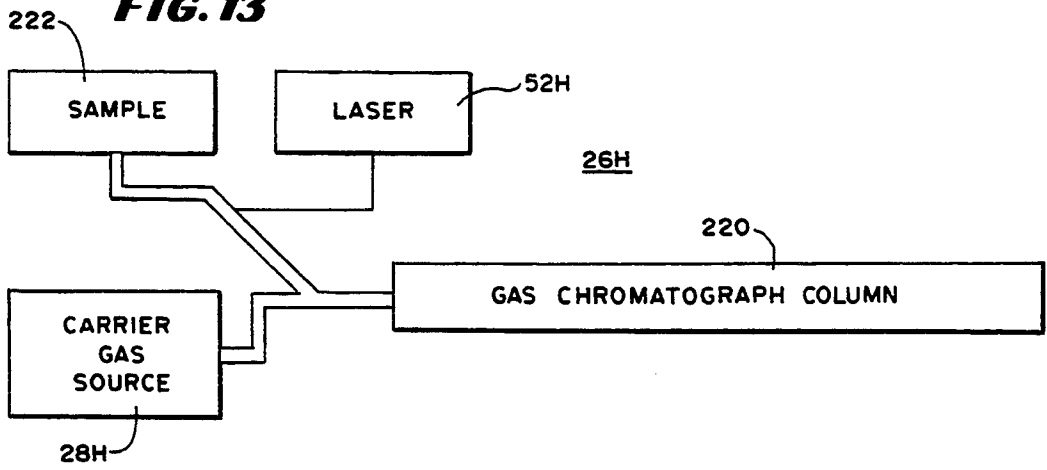 FIG. 13
222
SAMPLE
LASER
52H
26H
220
GAS CHROMATOGRAPH COLUMN
CARRIER
GAS
SOURCE
28H